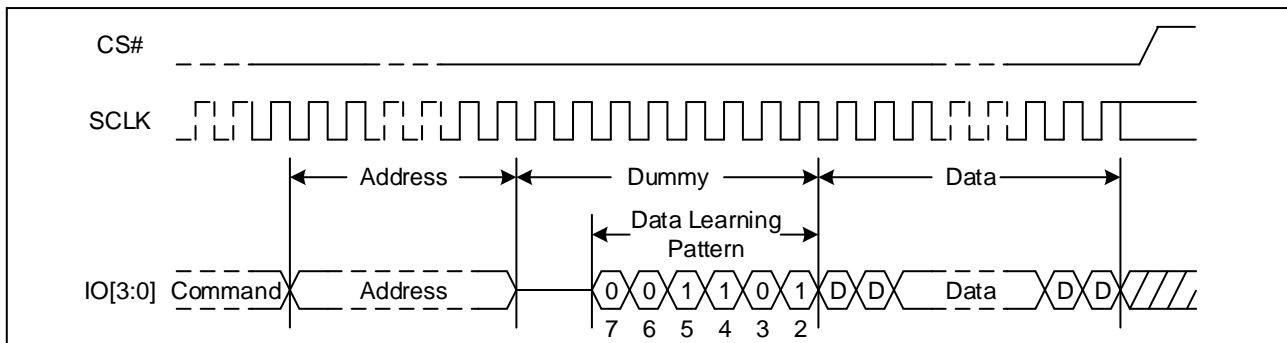 CS#
SCLK
Address Dummy Data
Data Learning
Pattern
IO[3:0] Command Address 0 0 1 1 0 1 D D Data D D
7 6 5 4 3 2